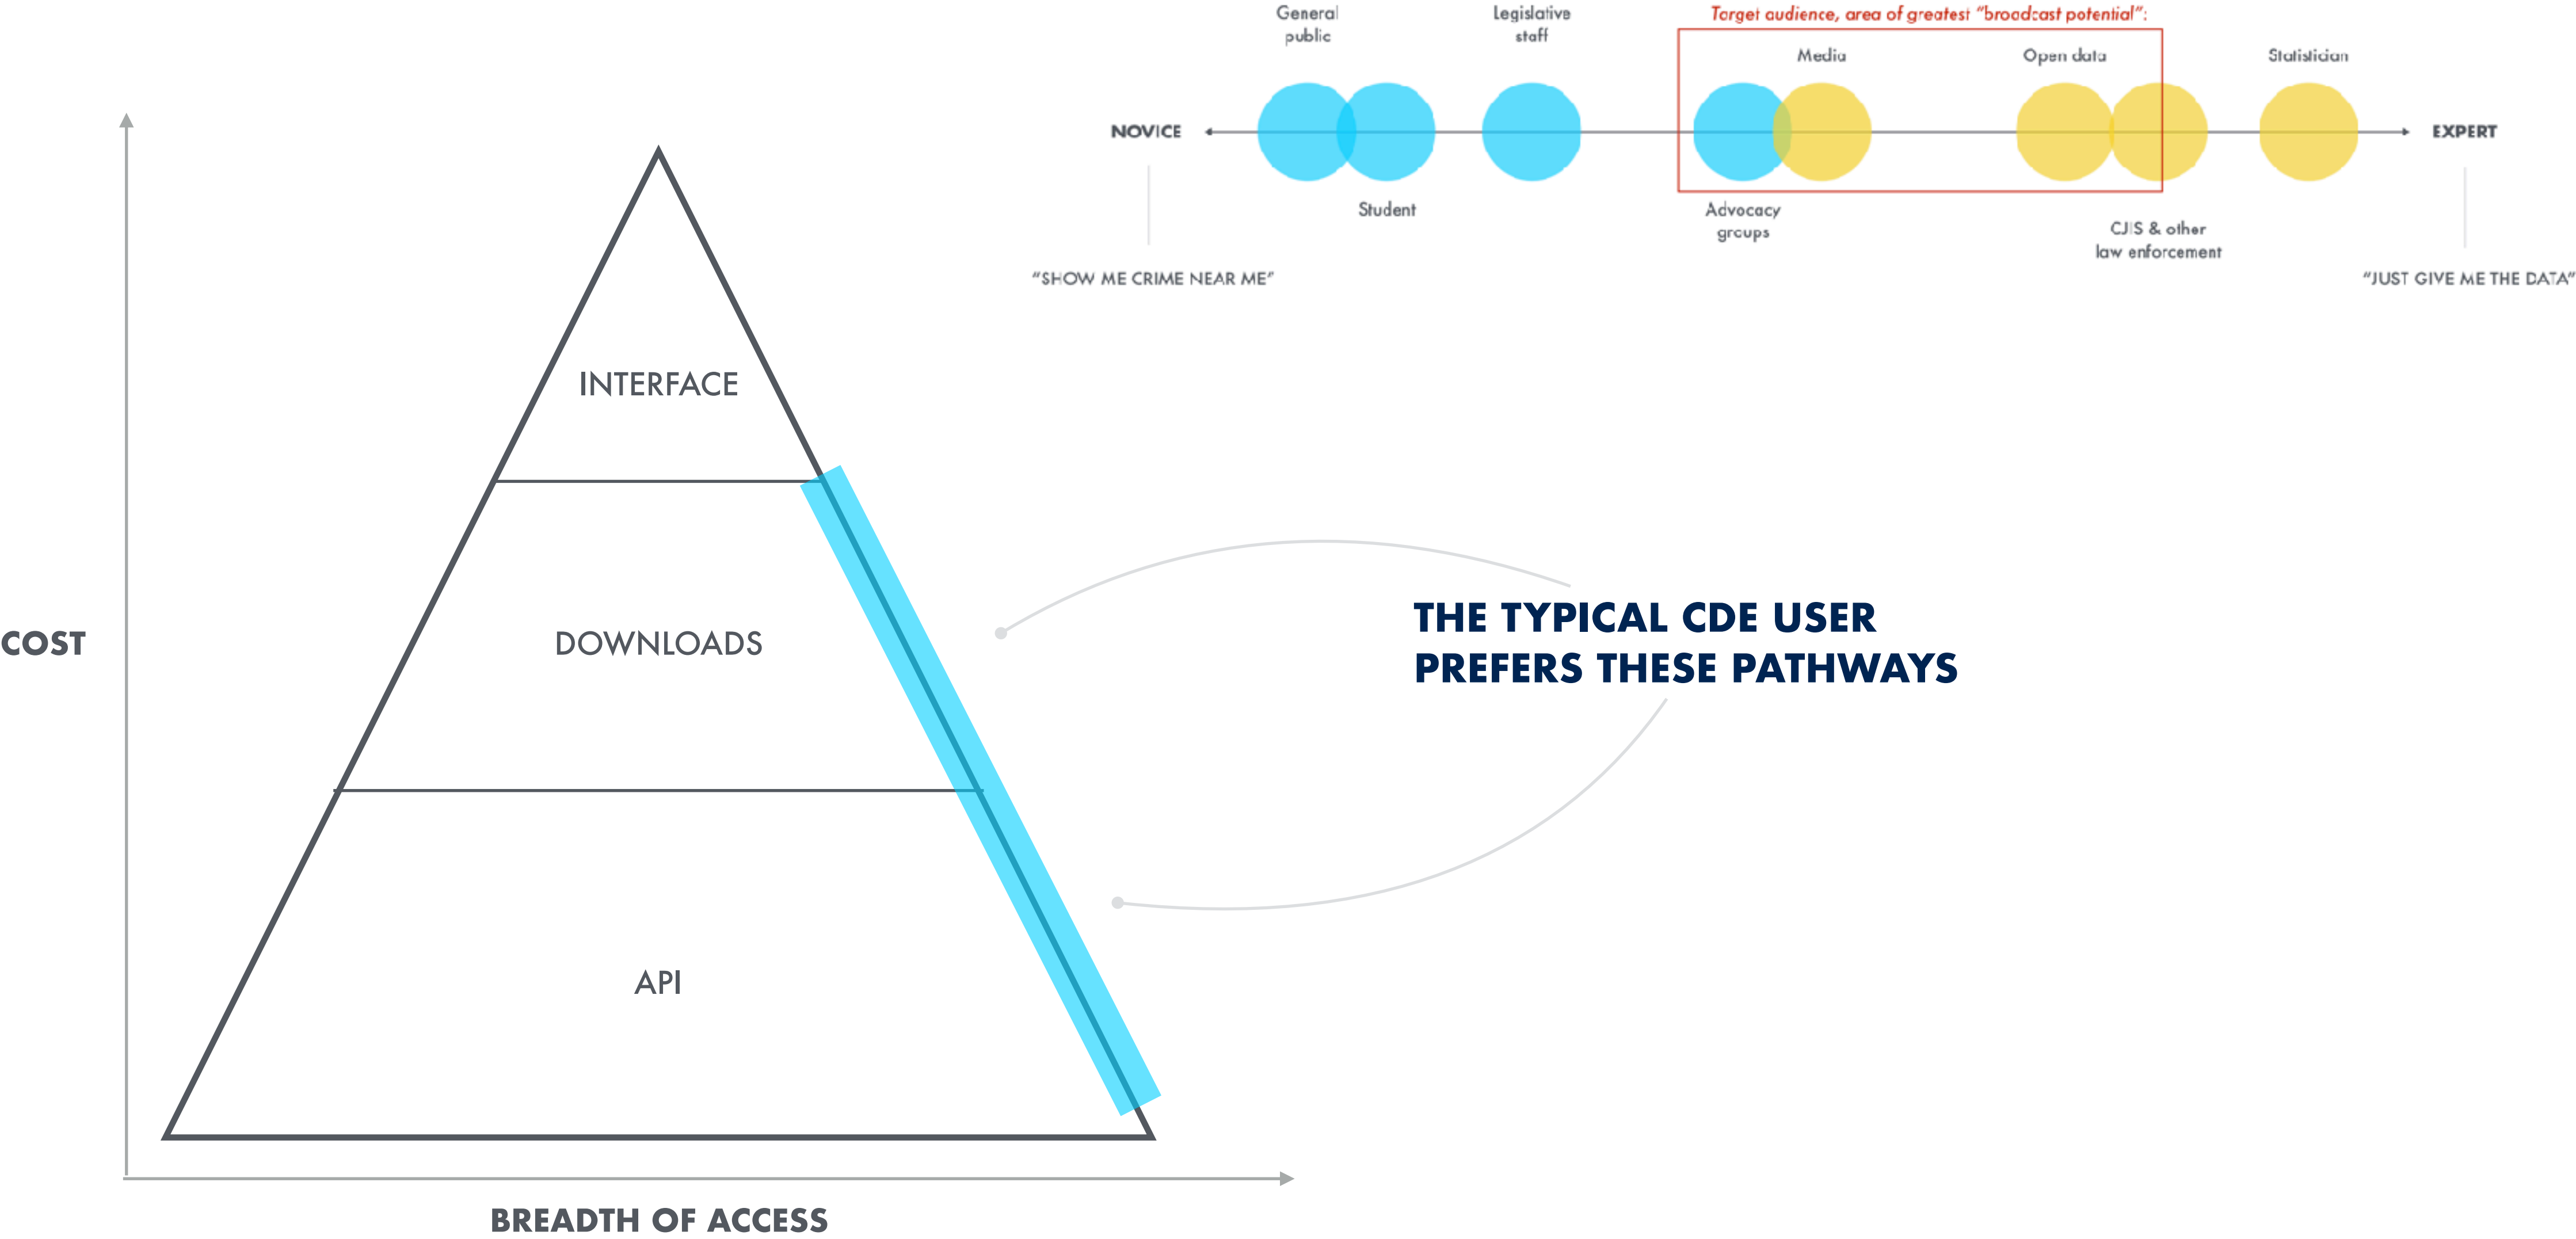 General
public
Legislative
staff
Target audience, area of greatest “broadcast potential”:
Media
Open data
Statistician
NOVICE
EXPERT
Student
Advocacy
groups
CJIS & other
law enforcement
“SHOW ME CRIME NEAR ME”
“JUST GIVE ME THE DATA”
INTERFACE
DOWNLOADS
API
COST
BREADTH OF ACCESS
THE TYPICAL CDE USER
PREFERS THESE PATHWAYS